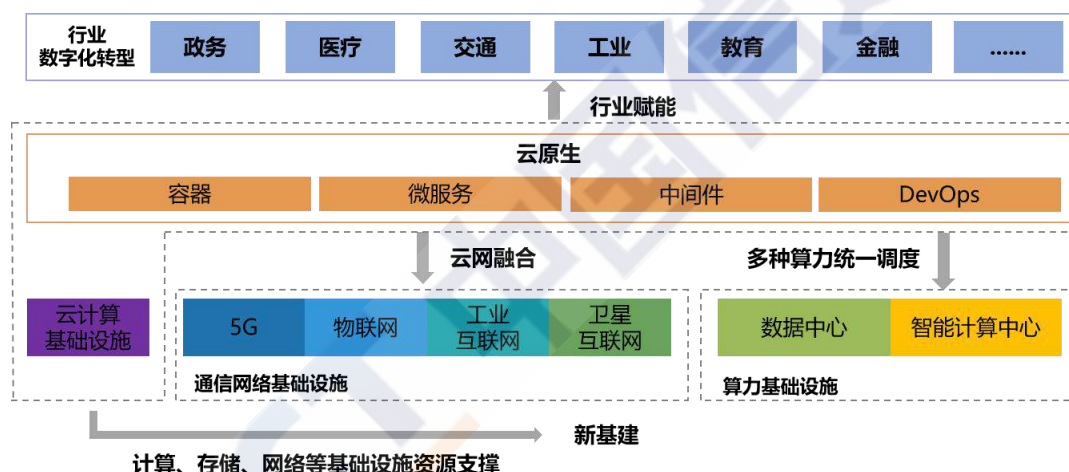 行业
数字化转型
政务
医疗
交通
工业
教育
金融
......
行业赋能
云原生
容器
微服务
中间件
DevOps
云网融合
多种算力统一调度
云计算
基础设施
5G
物联网
工业
互联网
卫星
互联网
数据中心
智能计算中心
通信网络基础设施
算力基础设施
新基建
计算、存储、网络等基础设施资源支撑